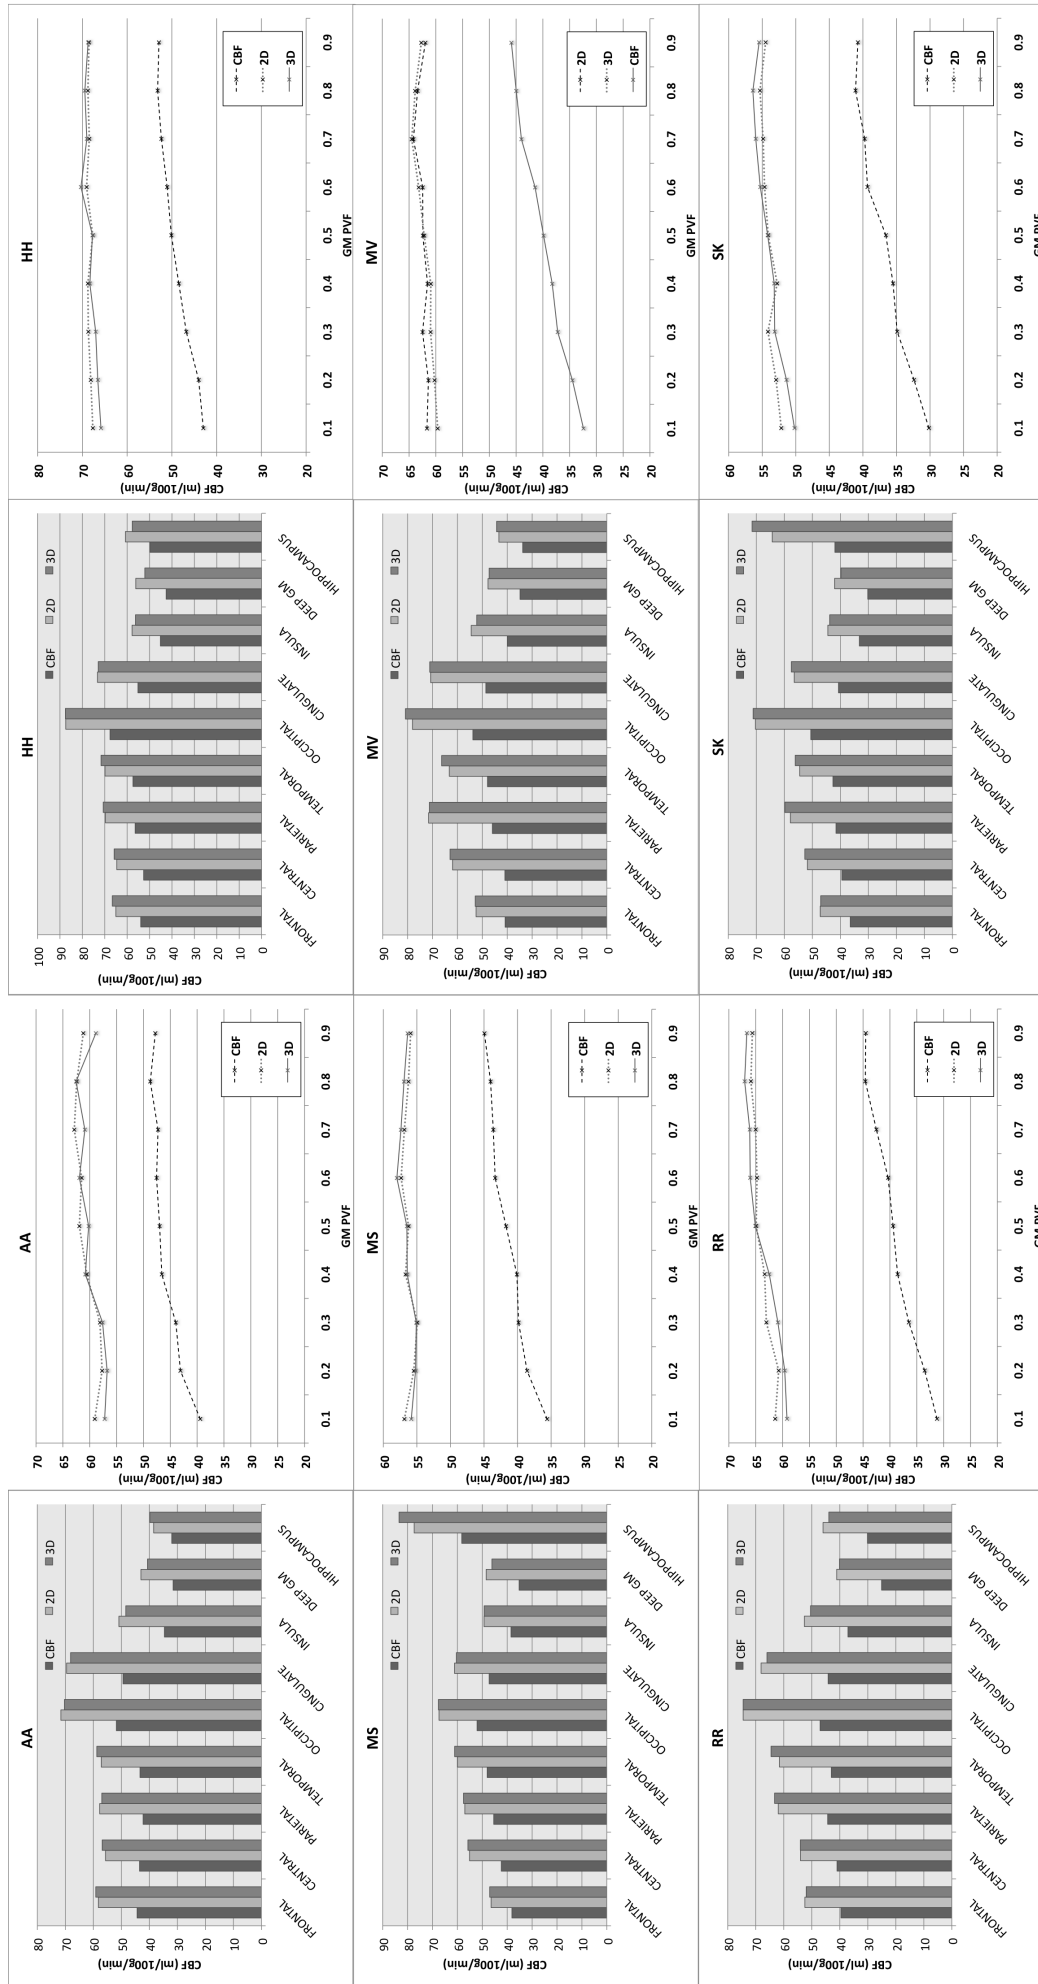 AA
CBF 2D 3D
CBF (ml/100g/min)
80
70
60
50
40
30
20
10
0
FRONTAL
CENTRAL
PARIETAL
TEMPORAL
OCCIPITAL
CINGULATE
INSULA
DEEP GM
HIPPOCAMPUS
AA
CBF (ml/100g/min)
70
65
60
55
50
45
40
35
30
25
20
CBF
2D
3D
0.1 0.2 0.3 0.4 0.5 0.6 0.7 0.8 0.9
GM PVF
HH
CBF 2D 3D
CBF (ml/100g/min)
100
90
80
70
60
50
40
30
20
10
0
FRONTAL
CENTRAL
PARIETAL
TEMPORAL
OCCIPITAL
CINGULATE
INSULA
DEEP GM
HIPPOCAMPUS
HH
CBF (ml/100g/min)
80
70
60
50
40
30
20
CBF
2D
3D
0.1 0.2 0.3 0.4 0.5 0.6 0.7 0.8 0.9
GM PVF
MS
CBF 2D 3D
CBF (ml/100g/min)
90
80
70
60
50
40
30
20
10
0
FRONTAL
CENTRAL
PARIETAL
TEMPORAL
OCCIPITAL
CINGULATE
INSULA
DEEP GM
HIPPOCAMPUS
MS
CBF (ml/100g/min)
60
55
50
45
40
35
30
25
20
CBF
2D
3D
0.1 0.2 0.3 0.4 0.5 0.6 0.7 0.8 0.9
GM PVF
MV
CBF 2D 3D
CBF (ml/100g/min)
90
80
70
60
50
40
30
20
10
0
FRONTAL
CENTRAL
PARIETAL
TEMPORAL
OCCIPITAL
CINGULATE
INSULA
DEEP GM
HIPPOCAMPUS
MV
CBF (ml/100g/min)
70
65
60
55
50
45
40
35
30
25
20
2D
3D
CBF
0.1 0.2 0.3 0.4 0.5 0.6 0.7 0.8 0.9
GM PVF
RR
CBF 2D 3D
CBF (ml/100g/min)
80
70
60
50
40
30
20
10
0
FRONTAL
CENTRAL
PARIETAL
TEMPORAL
OCCIPITAL
CINGULATE
INSULA
DEEP GM
HIPPOCAMPUS
RR
CBF (ml/100g/min)
70
65
60
55
50
45
40
35
30
25
20
CBF
2D
3D
0.1 0.2 0.3 0.4 0.5 0.6 0.7 0.8 0.9
GM PVF
SK
CBF 2D 3D
CBF (ml/100g/min)
80
70
60
50
40
30
20
10
0
FRONTAL
CENTRAL
PARIETAL
TEMPORAL
OCCIPITAL
CINGULATE
INSULA
DEEP GM
HIPPOCAMPUS
SK
CBF (ml/100g/min)
60
55
50
45
40
35
30
25
20
CBF
2D
3D
0.1 0.2 0.3 0.4 0.5 0.6 0.7 0.8 0.9
GM PVF